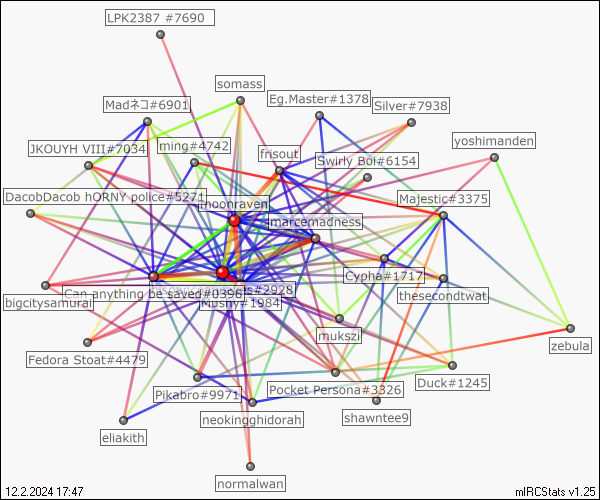 LPK2387 #7690
somass
Eg.Master#1378
Madネコ#6901
Silver#7938
yoshimanden
JKOUYH VIII#7034
ming#4742
frisout
Swirly Boi#6154
DacobDacob hORNY police#5271
Majestic#3375
moonraven
marcemadness
Cypha#1717
bigcitysamurai
Can anything be saved#0396
#2928
thesecondtwat
Mushy#1984
mukszi
zebula
Fedora Stoat#4479
Pikabro#9971
Pocket Persona#3326
Duck#1245
neokingghidorah
shawntee9
eliakith
normalwan
12.2.2024 17:47
mIRCStats v1.25